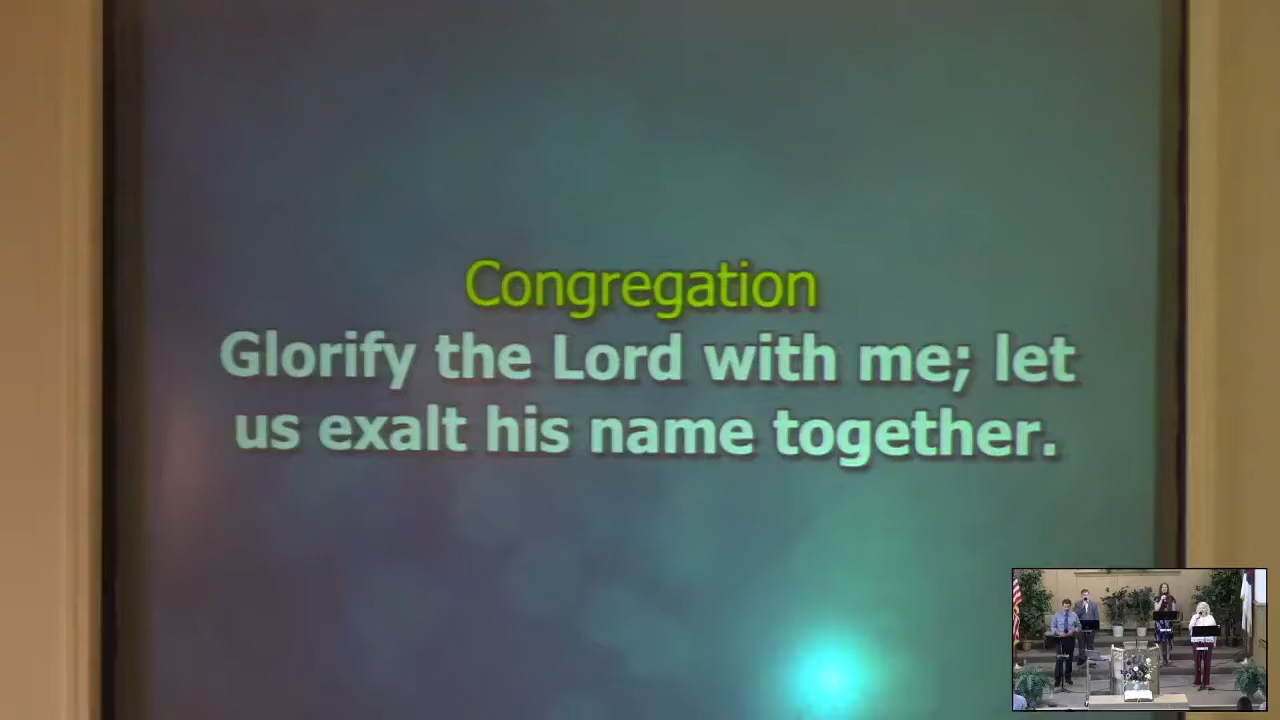 Congregation
Glorify the Lord with me; let
us exalt his name together.